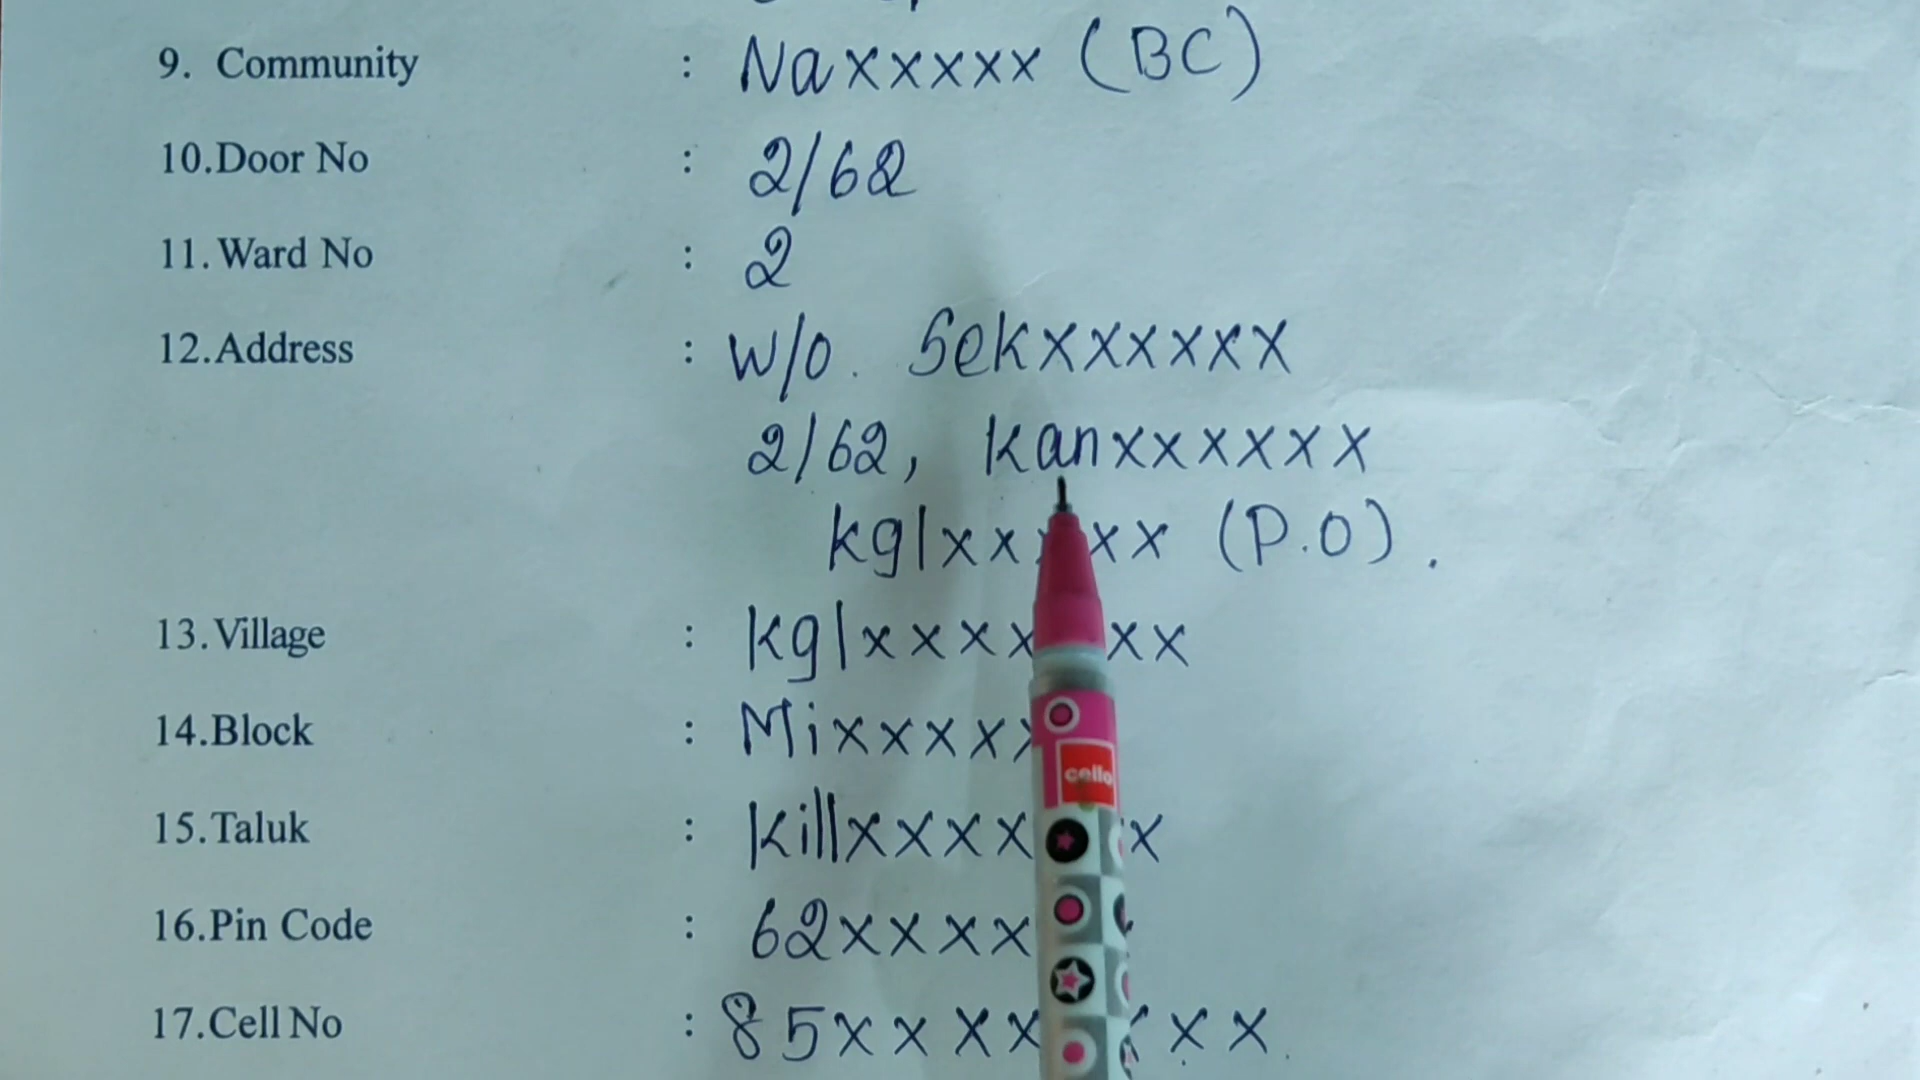 9. Community : Naxxxxx (BC)
10.Door No : 2/62
11. Ward No : 2
12.Address : W/o. Sekxxxxxx
2/62, kanxxxxxx
kglxxxxx (P.O).
13.Village : kglxxxx xx
14.Block : Mixxxxx
15.Taluk : killxxxx x
16.Pin Code : 62xxxx
17.Cell No : 85xxxx xxx
cello